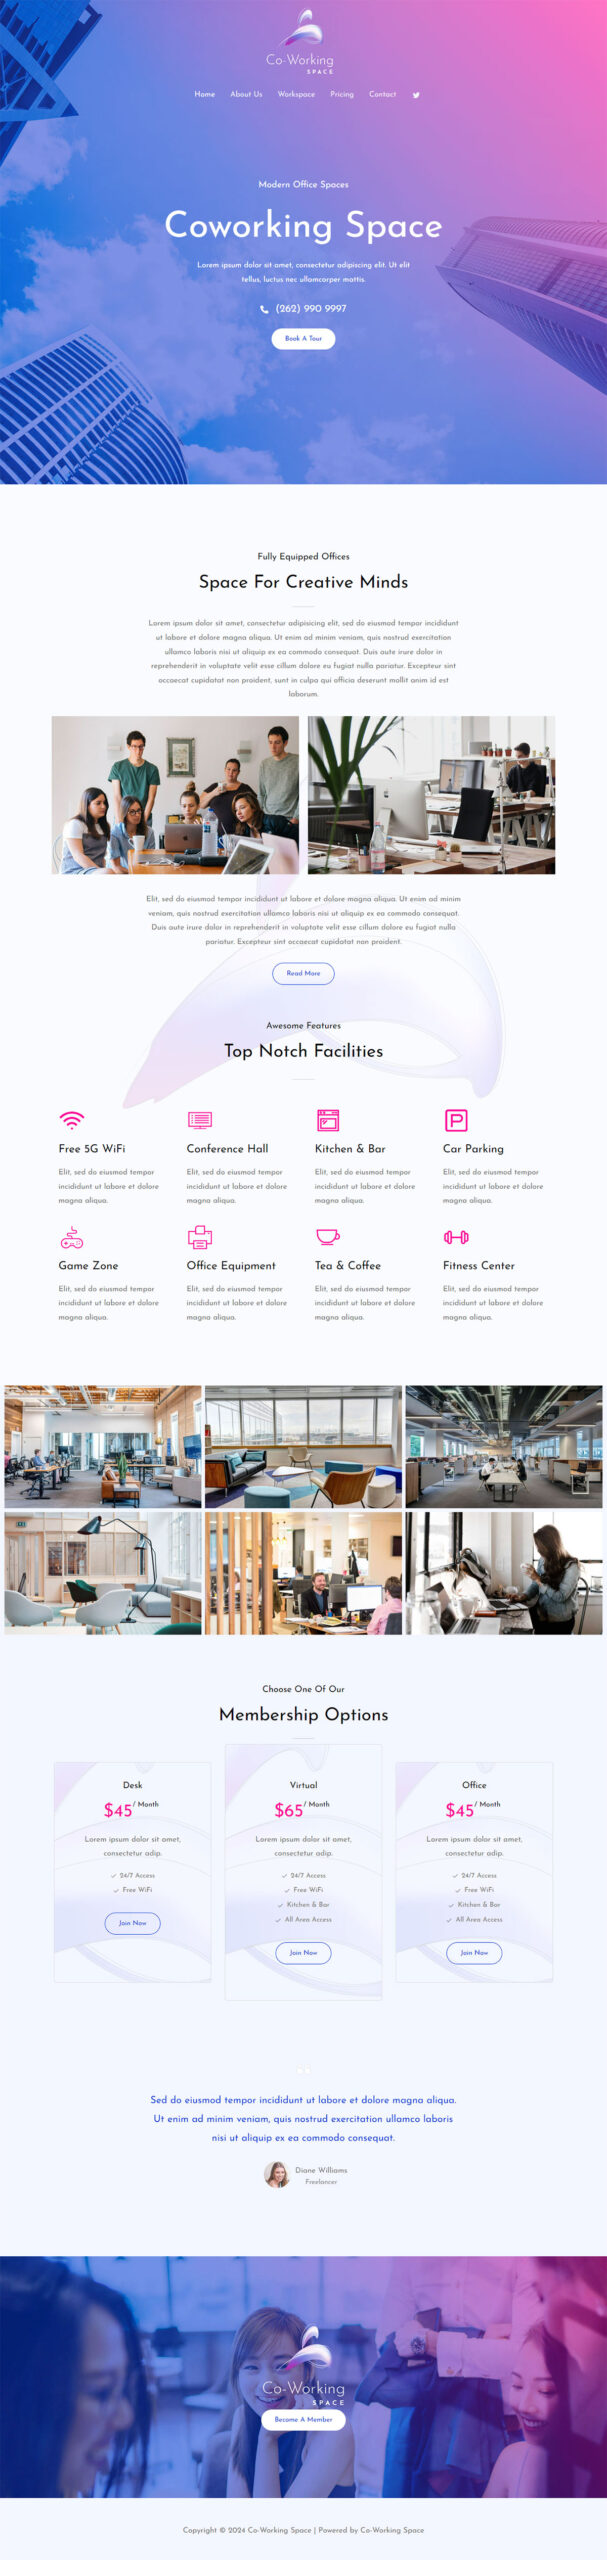 Co-Working
SPACE
Home About Us Workspace Pricing Contact
Modern Office Spaces
Coworking Space
Lorem ipsum dolor sit amet, consectetur adipiscing elit. Ut elit
tellus, luctus nec ullamcorper mattis.
(262) 990 9997
Book A Tour
Fully Equipped Offices
Space For Creative Minds
Lorem ipsum dolor sit amet, consectetur adipisicing elit, sed do eiusmod tempor incididunt
ut labore et dolore magna aliqua. Ut enim ad minim veniam, quis nostrud exercitation
ullamco laboris nisi ut aliquip ex ea commodo consequat. Duis aute irure dolor in
reprehenderit in voluptate velit esse cillum dolore eu fugiat nulla pariatur. Excepteur sint
occaecat cupidatat non proident, sunt in culpa qui officia deserunt mollit anim id est
laborum.
Elit, sed do eiusmod tempor incididunt ut labore et dolore magna aliqua. Ut enim ad minim
veniam, quis nostrud exercitation ullamco laboris nisi ut aliquip ex ea commodo consequat.
Duis aute irure dolor in reprehenderit in voluptate velit esse cillum dolore eu fugiat nulla
pariatur. Excepteur sint occaecat cupidatat non proident.
Read More
Awesome Features
Top Notch Facilities
Free 5G WiFi
Elit, sed do eiusmod tempor
incididunt ut labore et dolore
magna aliqua.
Conference Hall
Elit, sed do eiusmod tempor
incididunt ut labore et dolore
magna aliqua.
Kitchen & Bar
Elit, sed do eiusmod tempor
incididunt ut labore et dolore
magna aliqua.
P
Car Parking
Elit, sed do eiusmod tempor
incididunt ut labore et dolore
magna aliqua.
Game Zone
Elit, sed do eiusmod tempor
incididunt ut labore et dolore
magna aliqua.
Office Equipment
Elit, sed do eiusmod tempor
incididunt ut labore et dolore
magna aliqua.
Tea & Coffee
Elit, sed do eiusmod tempor
incididunt ut labore et dolore
magna aliqua.
Fitness Center
Elit, sed do eiusmod tempor
incididunt ut labore et dolore
magna aliqua.
Choose One Of Our
Membership Options
Desk
$45/ Month
Lorem ipsum dolor sit amet,
consectetur adip.
24/7 Access
Free WiFi
Join Now
Virtual
$65/ Month
Lorem ipsum dolor sit amet,
consectetur adip.
24/7 Access
Free WiFi
Kitchen & Bar
All Area Access
Join Now
Office
$45/ Month
Lorem ipsum dolor sit amet,
consectetur adip.
24/7 Access
Free WiFi
Kitchen & Bar
All Area Access
Join Now
Sed do eiusmod tempor incididunt ut labore et dolore magna aliqua.
Ut enim ad minim veniam, quis nostrud exercitation ullamco laboris
nisi ut aliquip ex ea commodo consequat.
Diane Williams
Freelancer
Co-Working
SPACE
Become A Member
Copyright © 2024 Co-Working Space | Powered by Co-Working Space